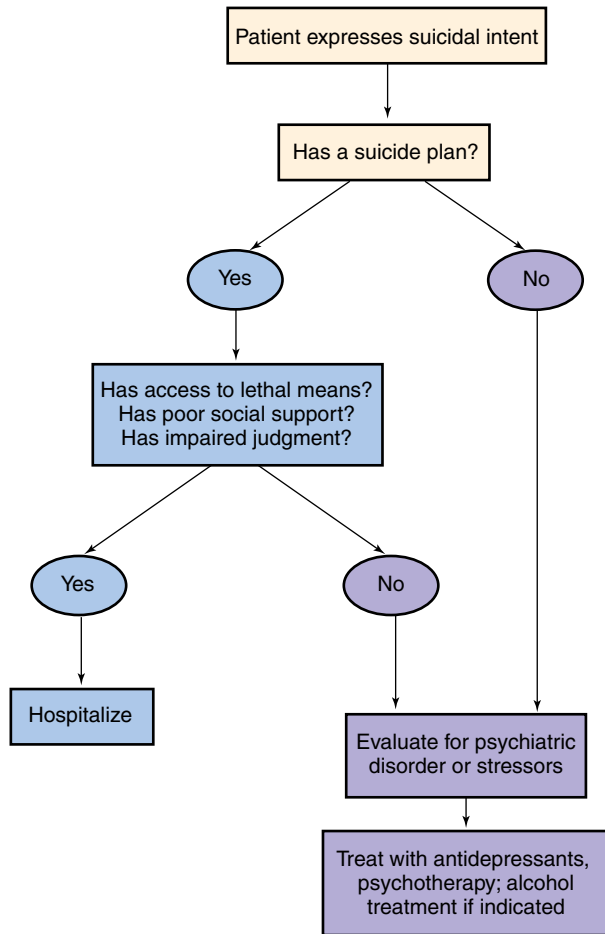 Patient expresses suicidal intent
Has a suicide plan?
Yes
No
Has access to lethal means?
Has poor social support?
Has impaired judgment?
Yes
No
Hospitalize
Evaluate for psychiatric
disorder or stressors
Treat with antidepressants,
psychotherapy; alcohol
treatment if indicated